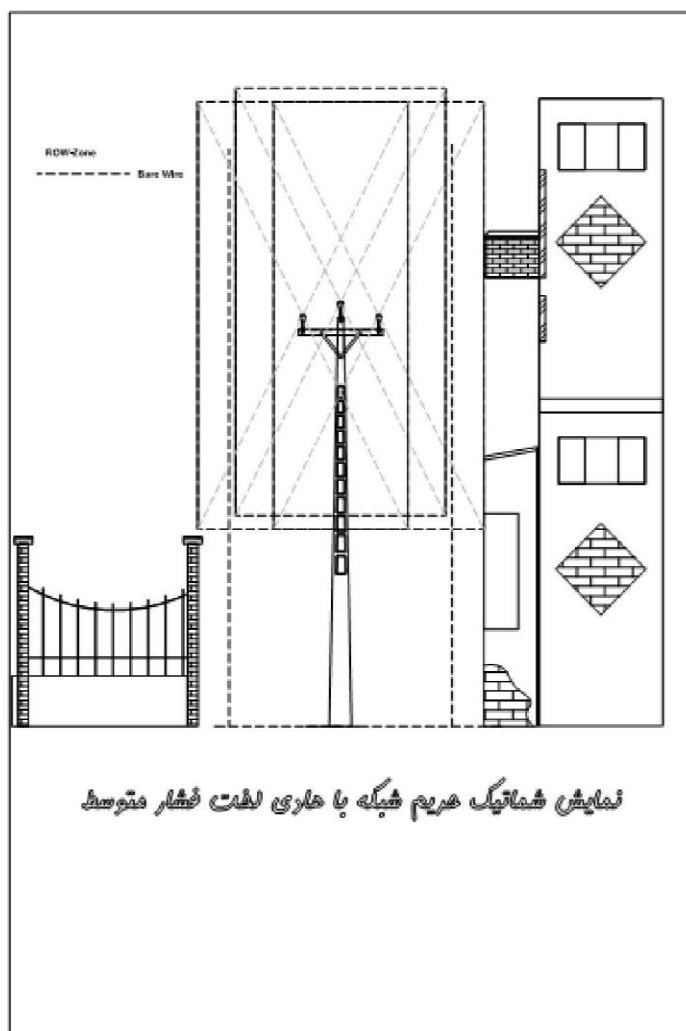 ROW-Zone
Bare Wire
نمایش شماتیک حریم شبکه با هادی لخت فشار متوسط